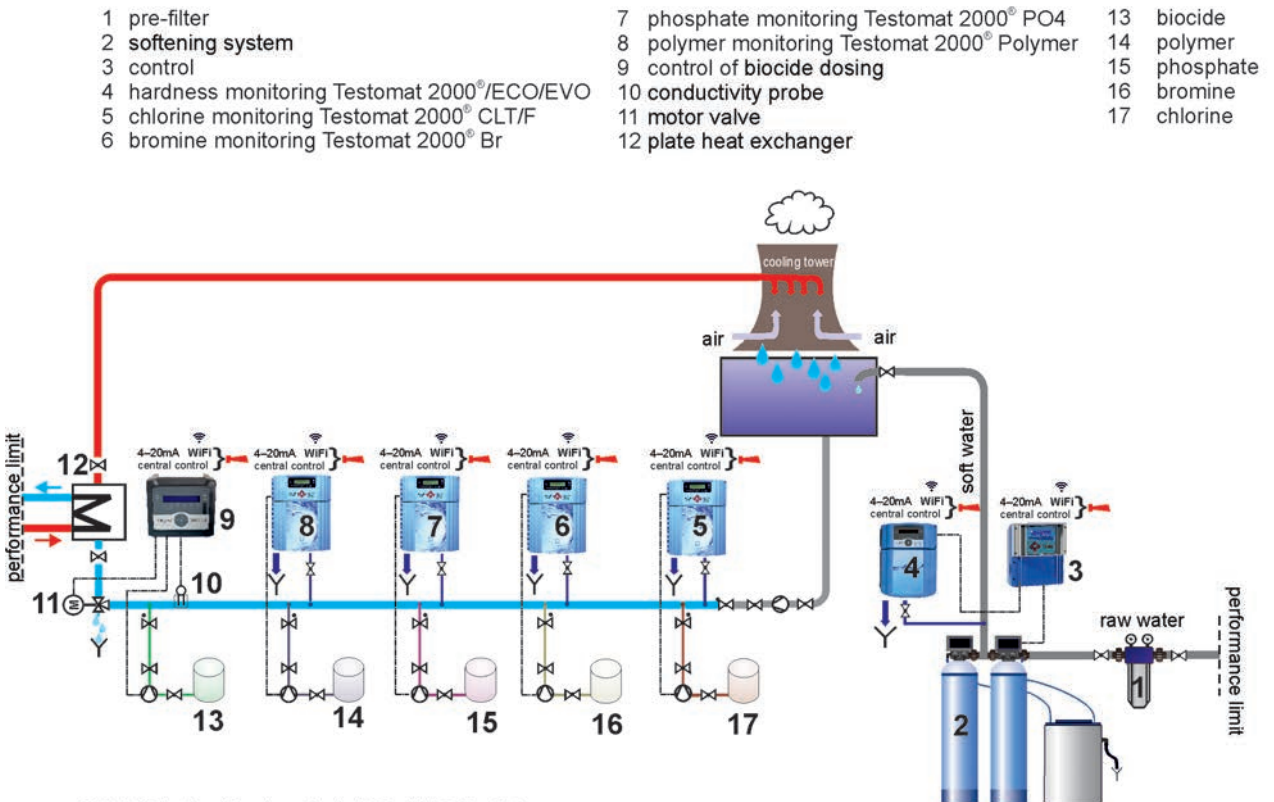 1 pre-filter
2 softening system
3 control
4 hardness monitoring Testomat 2000®/ECO/EVO
5 chlorine monitoring Testomat 2000® CLT/F
6 bromine monitoring Testomat 2000® Br
7 phosphate monitoring Testomat 2000® PO4
8 polymer monitoring Testomat 2000® Polymer
9 control of biocide dosing
10 conductivity probe
11 motor valve
12 plate heat exchanger
13 biocide
14 polymer
15 phosphate
16 bromine
17 chlorine
cooling tower
air
air
performance limit
12
4–20mA WiFi
central control
9
4–20mA WiFi
central control
8
4–20mA WiFi
central control
7
4–20mA WiFi
central control
6
4–20mA WiFi
central control
5
soft water
4–20mA WiFi
central control
4
4–20mA WiFi
central control
3
10
11
M
raw water
performance limit
1
2
13
14
15
16
17